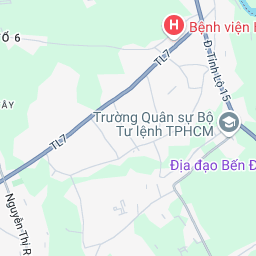 Bệnh viện
Ố 6
Đ. Tỉnh Lộ 15
TL7
ÂY
Trường Quân sự Bộ
Tư lệnh TPHCM
TL7
Địa đạo Bến Đ
Nguyễn Thị R